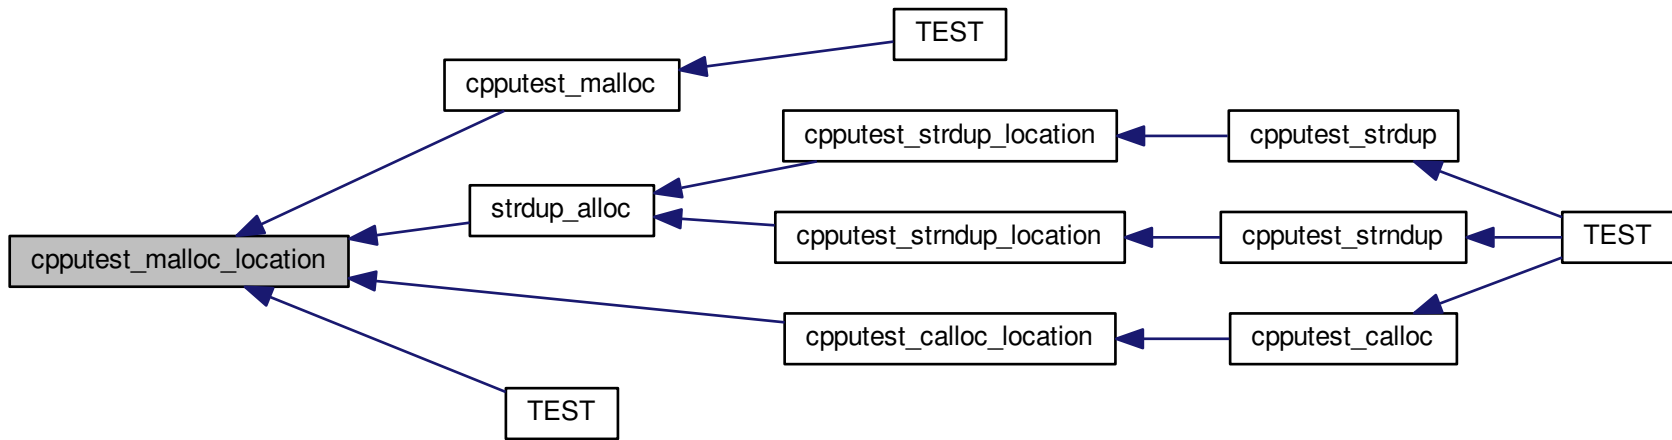 TEST
cpputest_malloc
cpputest_strdup_location
cpputest_strdup
strdup_alloc
cpputest_strndup_location
cpputest_strndup
TEST
cpputest_malloc_location
cpputest_calloc_location
cpputest_calloc
TEST